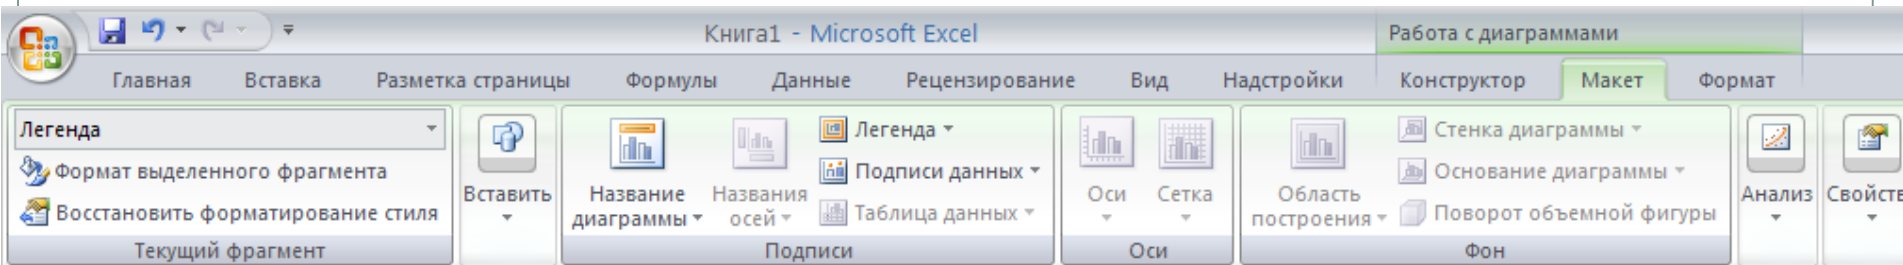 Книга1 - Microsoft Excel
Работа с диаграммами
Главная Вставка Разметка страницы Формулы Данные Рецензирование Вид Надстройки Конструктор Макет Формат
Легенда
Формат выделенного фрагмента
Восстановить форматирование стиля
Текущий фрагмент
Вставить
Название
диаграммы
Названия
осей
Легенда
Подписи данных
Таблица данных
Подписи
Оси
Сетка
Оси
Область
построения
Стенка диаграммы
Основание диаграммы
Поворот объемной фигуры
Фон
Анализ
Свойств